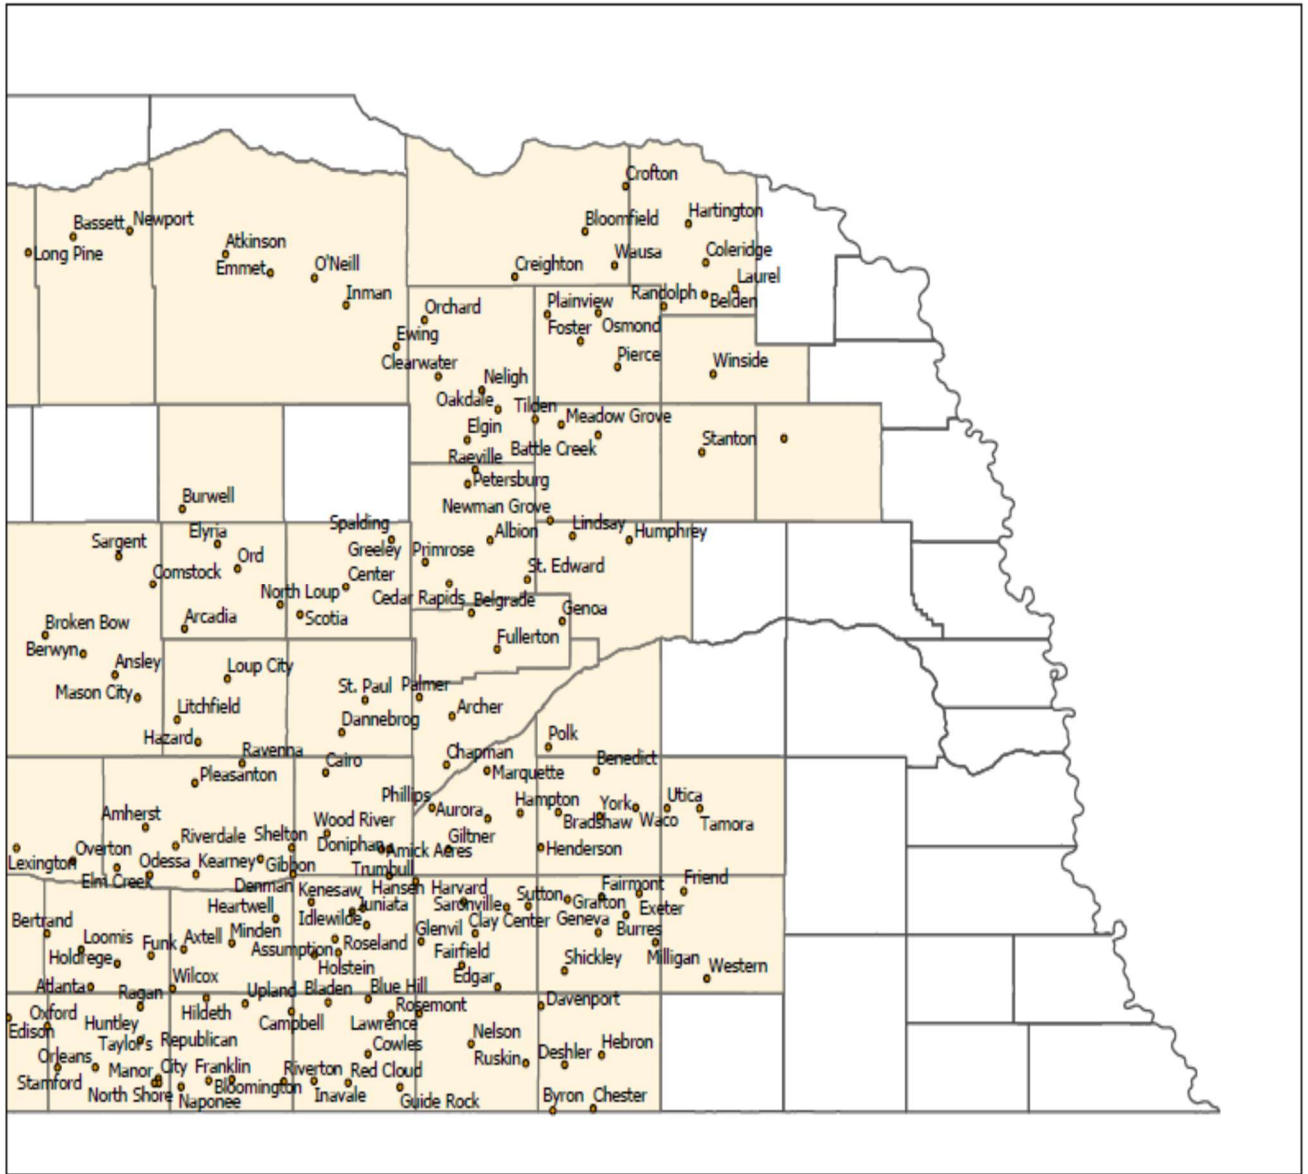 Crofton
Hartington
Bassett
Newport
Bloomfield
Atkinson
Long Pine
Wausa
Coleridge
Emmet
O'Neill
Creighton
Laurel
Inman
Randolph
Belden
Orchard
Plainview
Foster
Osmond
Ewing
Clearwater
Pierce
Winside
Neligh
Oakdale
Tilden
Meadow Grove
Elgin
Battle Creek
Stanton
Raeville
Petersburg
Burwell
Newman Grove
Spalding
Lindsay
Humphrey
Elyria
Albion
Sargent
Ord
Greeley
Center
Primrose
St. Edward
Comstock
North Loup
Scotia
Cedar Rapids
Belgrade
Genoa
Broken Bow
Arcadia
Fullerton
Berwyn
Ansley
Loup City
Mason City
St. Paul
Palmer
Litchfield
Dannebrog
Archer
Hazard
Polk
Ravenna
Cairo
Chapman
Benedict
Pleasanton
Marquette
Phillips
Aurora
Hampton
York
Utica
Amherst
Wood River
Bradshaw
Waco
Tamora
Riverdale
Shelton
Doniphan
Amick Acres
Giltner
Henderson
Lexington
Overton
Odessa
Kearney
Gibbon
Trumbull
Elm Creek
Denman
Kenesaw
Hansen
Harvard
Sutton
Fairmont
Friend
Heartwell
Juniata
Saronville
Grafton
Exeter
Bertrand
Idlewilde
Glenvil
Clay Center
Geneva
Burres
Loomis
Funk
Axtell
Minden
Assumption
Roseland
Fairfield
Shickley
Milligan
Western
Holdrege
Holstein
Edgar
Atlanta
Wilcox
Ragan
Upland
Bladen
Blue Hill
Rosemont
Davenport
Oxford
Edison
Huntley
Hildeth
Campbell
Lawrence
Nelson
Taylor's
Manor
Republican
City
Cowles
Ruskin
Deshler
Hebron
Orleans
Franklin
Riverton
Red Cloud
Stamford
North Shore
Naponee
Bloomington
Inavale
Guide Rock
Byron
Chester